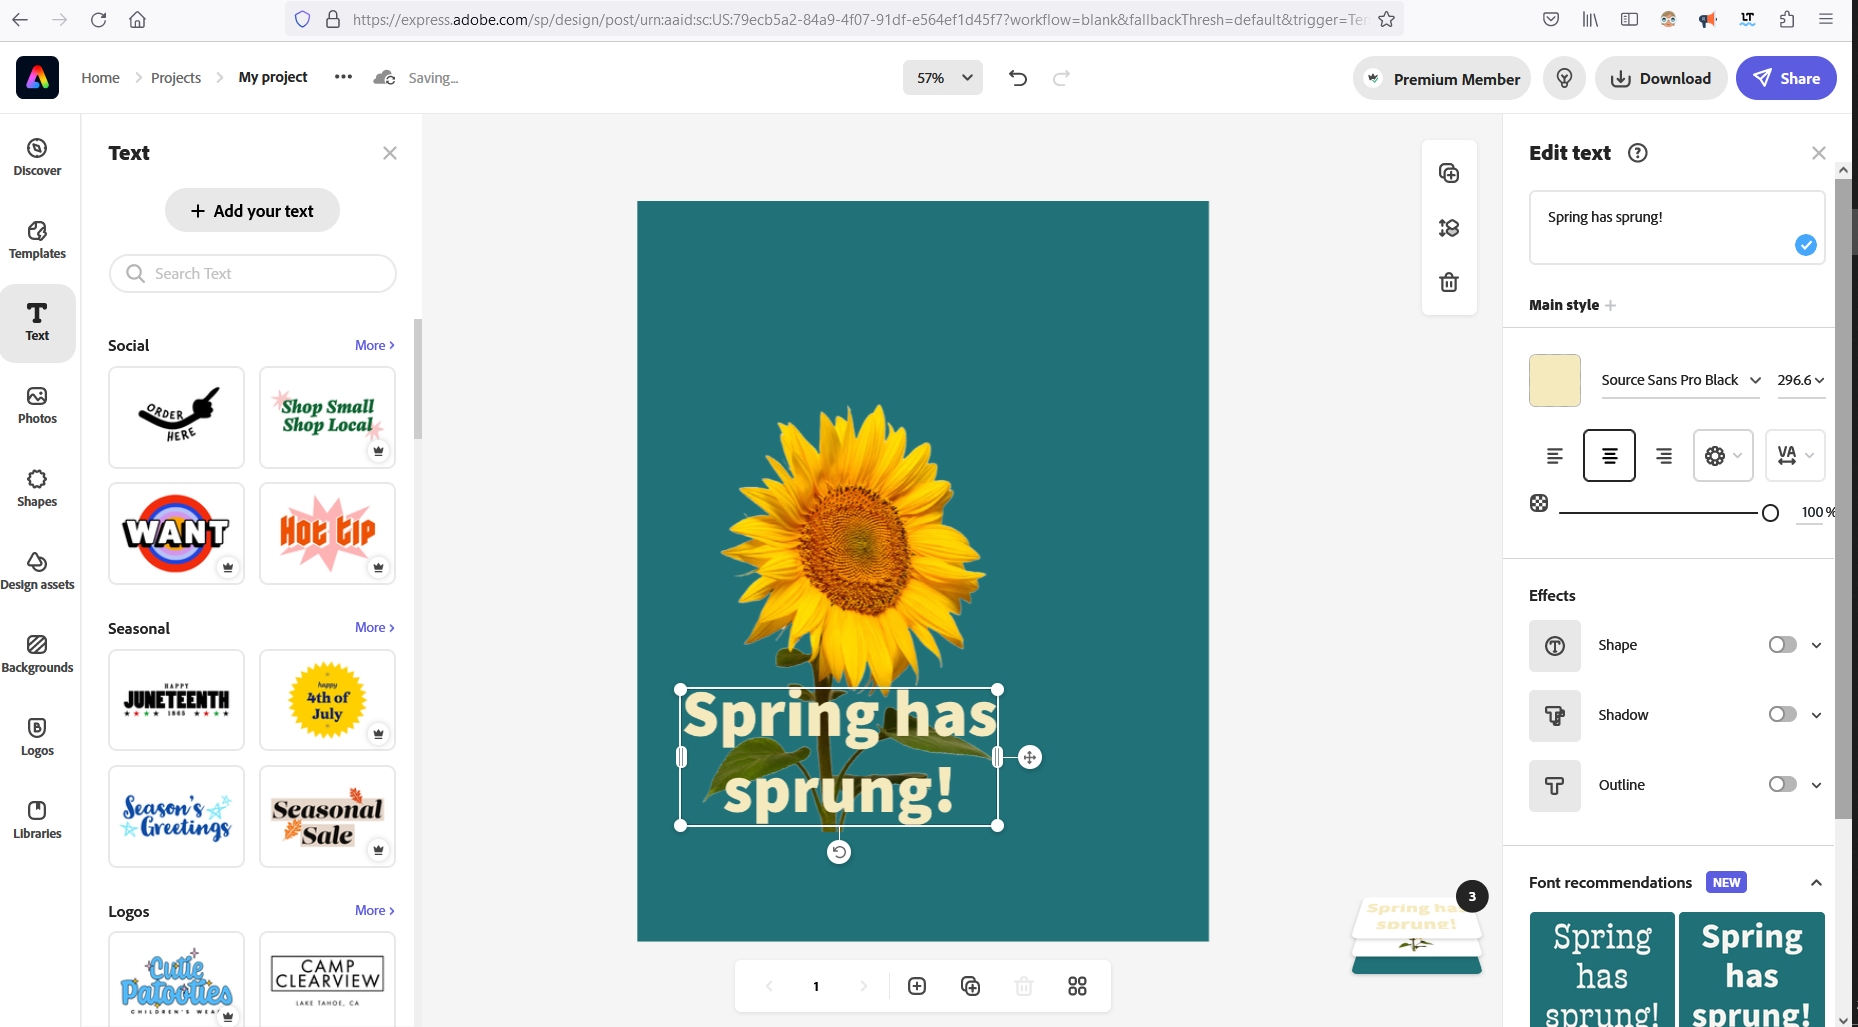 https://express.adobe.com/sp/design/post/urn:aaid:sc:US:79ecb5a2-84a9-4f07-91df-e564ef1d45f7?workflow=blank&fallbackThresh=default&trigger=Ter
LT
Home
Projects
My project
Saving...
57%
Premium Member
Download
Share
Discover
Templates
Text
Photos
Shapes
Design assets
Backgrounds
Logos
Libraries
Text
+ Add your text
Search Text
Social
More >
ORDER
HERE
Shop Small
Shop Local
WANT
Hot tip
Seasonal
More >
HAPPY
JUNETEENTH
1865
happy
4th of
July
Season's
Greetings
Seasonal
Sale
Logos
More >
Cutie
Patooties
CHILDREN'S WEAR
CAMP
CLEARVIEW
LAKE TAHOE, CA
Spring has
sprung!
1
3
Spring has
sprung!
Edit text
Spring has sprung!
Main style +
Source Sans Pro Black
296.6
VA
100 %
Effects
Shape
Shadow
Outline
Font recommendations
NEW
Spring
has
sprung!
Spring
has
sprung!